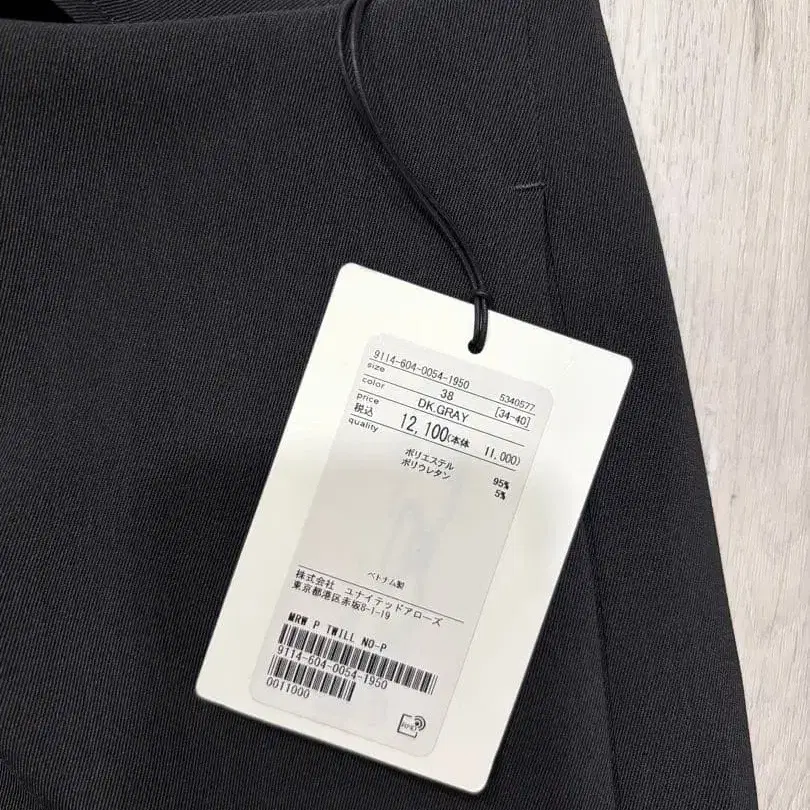 9114-604-0054-1950
size 38 5340577
color DK.GRAY [34-40]
price
税込 12,100(本体 11,000)
quality
ポリエステル 95%
ポリウレタン 5%
ベトナム製
株式会社 ユナイテッドアローズ
東京都港区赤坂8-1-19
MRW P TWILL NO-P
9114-604-0054-1950
0011000
RFID